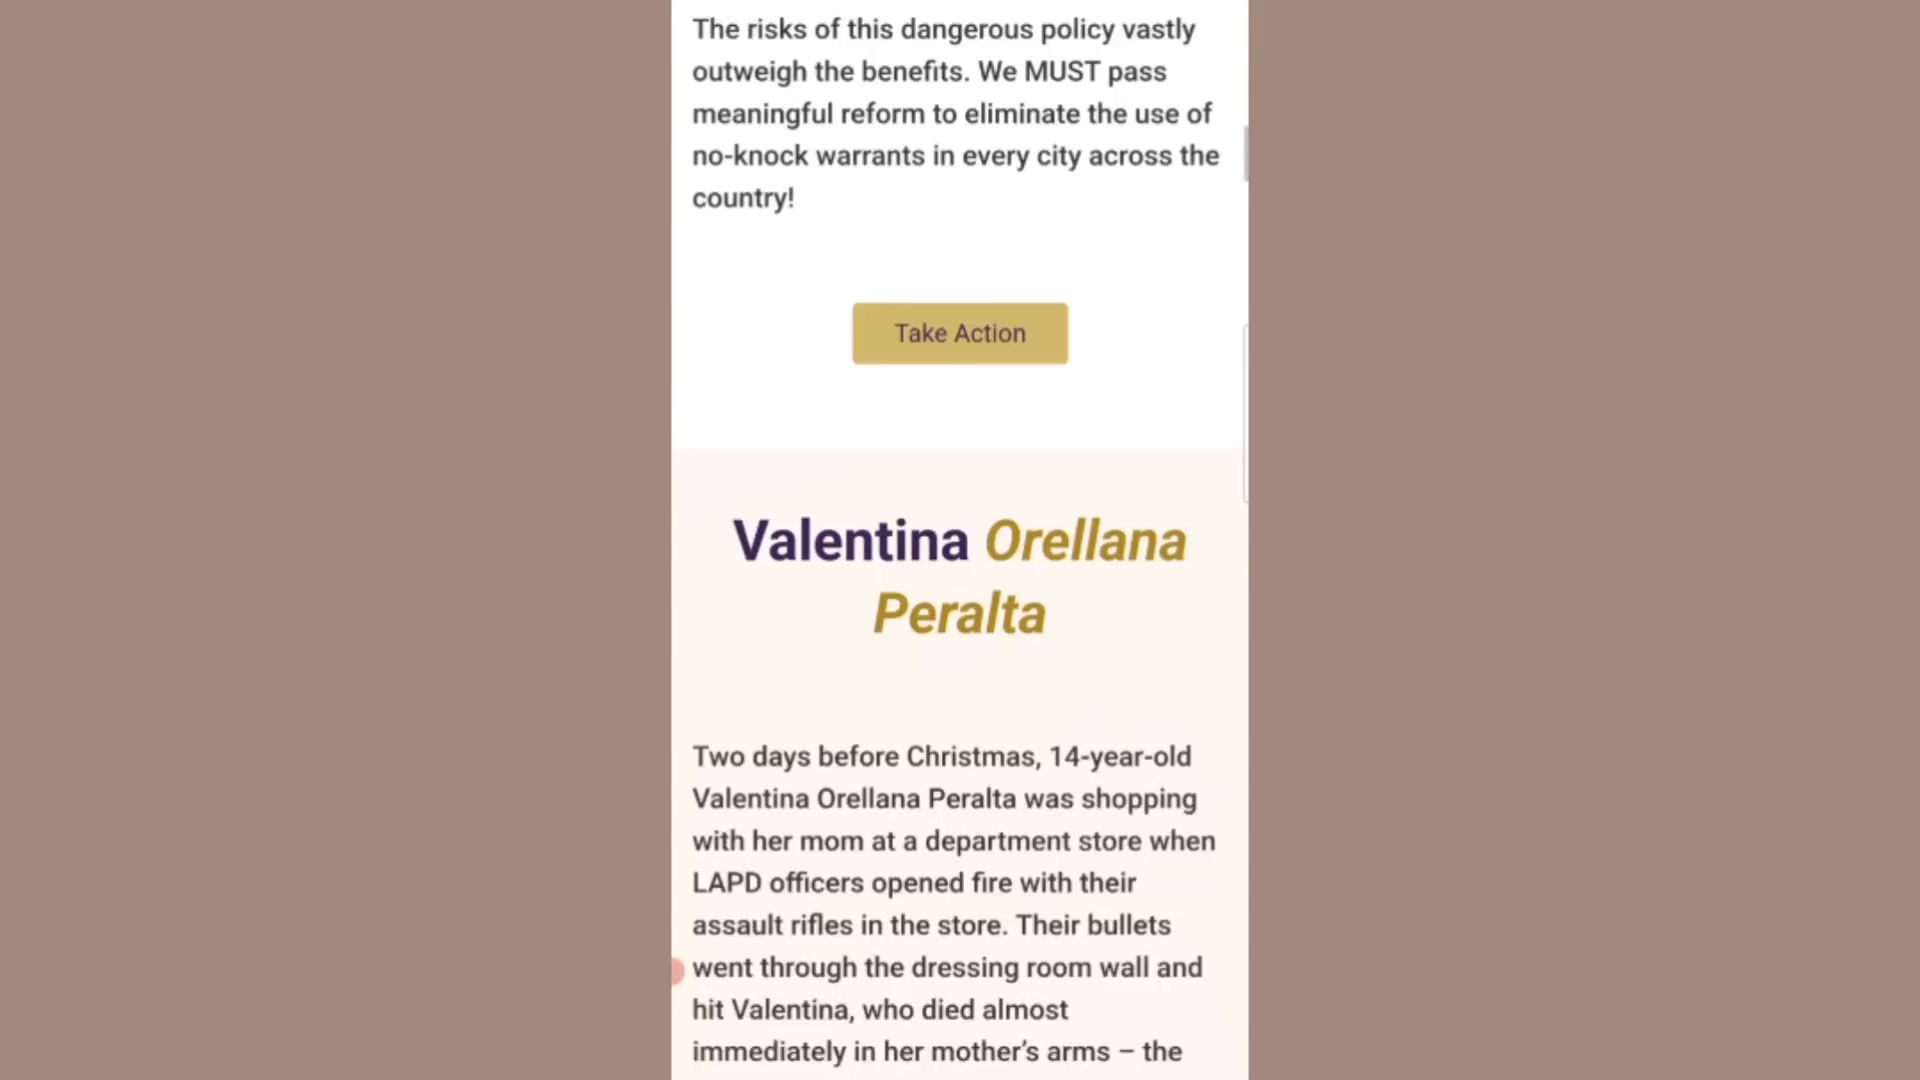 The risks of this dangerous policy vastly
outweigh the benefits. We MUST pass
meaningful reform to eliminate the use of
no-knock warrants in every city across the
country!
Take Action
Valentina Orellana
Peralta
Two days before Christmas, 14-year-old
Valentina Orellana Peralta was shopping
with her mom at a department store when
LAPD officers opened fire with their
assault rifles in the store. Their bullets
went through the dressing room wall and
hit Valentina, who died almost
immediately in her mother’s arms – the